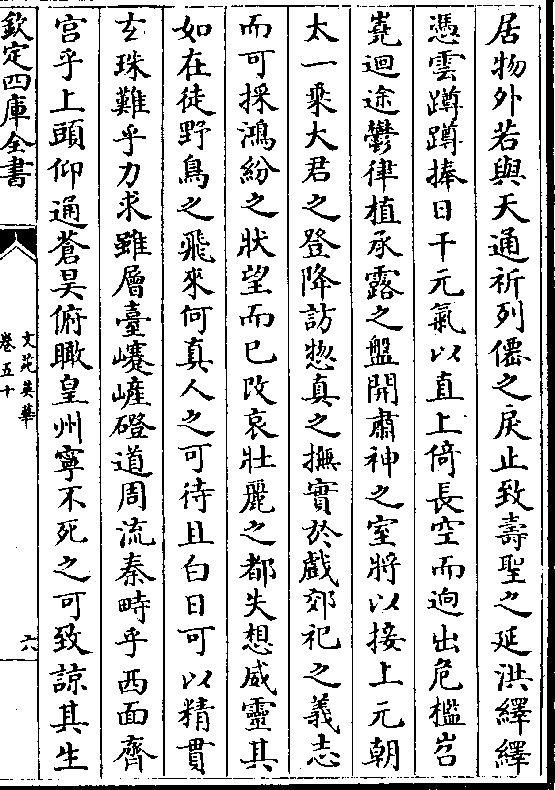 居物外若與天通祈列僊之戾止致壽聖之延洪繹繹
憑雲蹲蹲捧日干元氣以直上倚長空而迥出危檻岧
嶤迴途鬱律植承露之盤開肅神之室将以接上元朝
太一乘大君之登降訪惚真之撫實於戲郊祀之義志
而可採鴻紛之狀望而已改哀壯麗之都失想威靈其
如在徒野鳥之飛來何真人之可待且白日可以精貫
玄珠難乎力求雖層臺㠝嵼磴道周流秦畤乎西面齊
宫乎上頭仰通蒼昊俯瞰皇州寧不死之可致諒其生
欽定四庫全書
文苑英華
卷五十
六